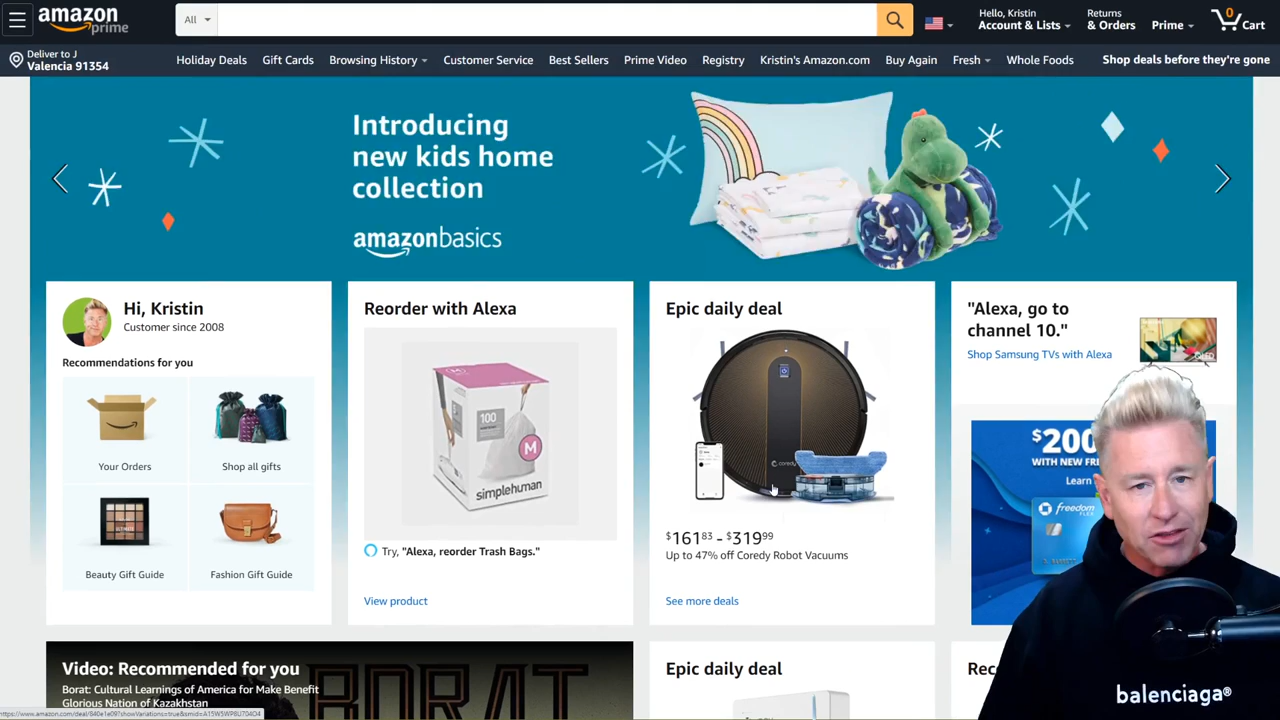 amazon
prime
All
Hello, Kristin
Account & Lists
Returns
& Orders
Prime
0
Cart
Deliver to J
Valencia 91354
Holiday Deals
Gift Cards
Browsing History
Customer Service
Best Sellers
Prime Video
Registry
Kristin's Amazon.com
Buy Again
Fresh
Whole Foods
Shop deals before they're gone
Introducing
new kids home
collection
amazonbasics
Hi, Kristin
Customer since 2008
Recommendations for you
Your Orders
Shop all gifts
Beauty Gift Guide
Fashion Gift Guide
Reorder with Alexa
100
M
simplehuman
Try, "Alexa, reorder Trash Bags."
View product
Epic daily deal
coredy
$161.83 - $319.99
Up to 47% off Coredy Robot Vacuums
See more deals
"Alexa, go to
channel 10."
Shop Samsung TVs with Alexa
$200
WITH NEW FRE
Learn
freedom
FLEX
balenciaga®
Video: Recommended for you
Borat: Cultural Learnings of America for Make Benefit
Glorious Nation of Kazakhstan
BORAT
Epic daily deal
Rec